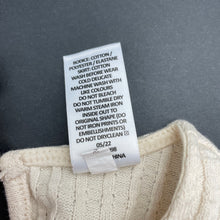 BODICE: COTTON /
POLYESTER / ELASTANE
SKIRT: COTTON
WASH BEFORE WEAR
COLD DELICATED
MACHINE WASH WITH
LIKE COLOURS
DO NOT BLEACH
DO NOT TUMBLE DRY
WARM STEAM IRON
INSIDE OUT TO
ORIGINAL SHAPE (DO
NOT IRON PRINTS OR
EMBELLISHMENTS)
DO NOT DRYCLEAN
05/22
CHINA